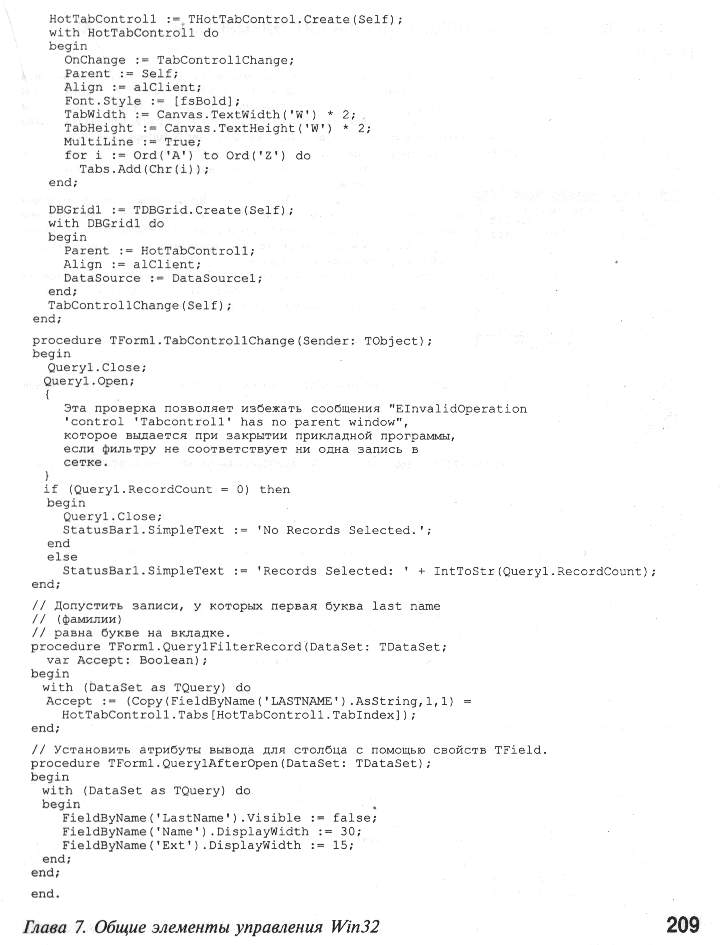 HotTabControl1 := THotTabControl.Create(Self);
with HotTabControl1 do
begin
OnChange := TabControl1Change;
Parent := Self;
Align := alClient;
Font.Style := [fsBold];
TabWidth := Canvas.TextWidth('W') * 2;
TabHeight := Canvas.TextHeight('W') * 2;
MultiLine := True;
for i := Ord('A') to Ord('Z') do
Tabs.Add(Chr(i));
end;
DBGrid1 := TDBGrid.Create(Self);
with DBGrid1 do
begin
Parent := HotTabControl1;
Align := alClient;
DataSource := DataSource1;
end;
TabControl1Change(Self);
end;
procedure TForm1.TabControl1Change(Sender: TObject);
begin
Query1.Close;
Query1.Open;
{
Эта проверка позволяет избежать сообщения "EInvalidOperation
'control 'Tabcontrol1' has no parent window",
которое выдается при закрытии прикладной программы,
если фильтру не соответствует ни одна запись в
сетке.
}
if (Query1.RecordCount = 0) then
begin
Query1.Close;
StatusBar1.SimpleText := 'No Records Selected.';
end
else
StatusBar1.SimpleText := 'Records Selected: ' + IntToStr(Query1.RecordCount);
end;
// Допустить записи, у которых первая буква last name
// (фамилии)
// равна букве на вкладке.
procedure TForm1.Query1FilterRecord(DataSet: TDataSet;
var Accept: Boolean);
begin
with (DataSet as TQuery) do
Accept := (Copy(FieldByName('LASTNAME').AsString,1,1) =
HotTabControl1.Tabs[HotTabControl1.TabIndex]);
end;
// Установить атрибуты вывода для столбца с помощью свойств TField.
procedure TForm1.Query1AfterOpen(DataSet: TDataSet);
begin
with (DataSet as TQuery) do
begin
FieldByName('LastName').Visible := false;
FieldByName('Name').DisplayWidth := 30;
FieldByName('Ext').DisplayWidth := 15;
end;
end;
end.
Глава 7. Общие элементы управления Win32 209